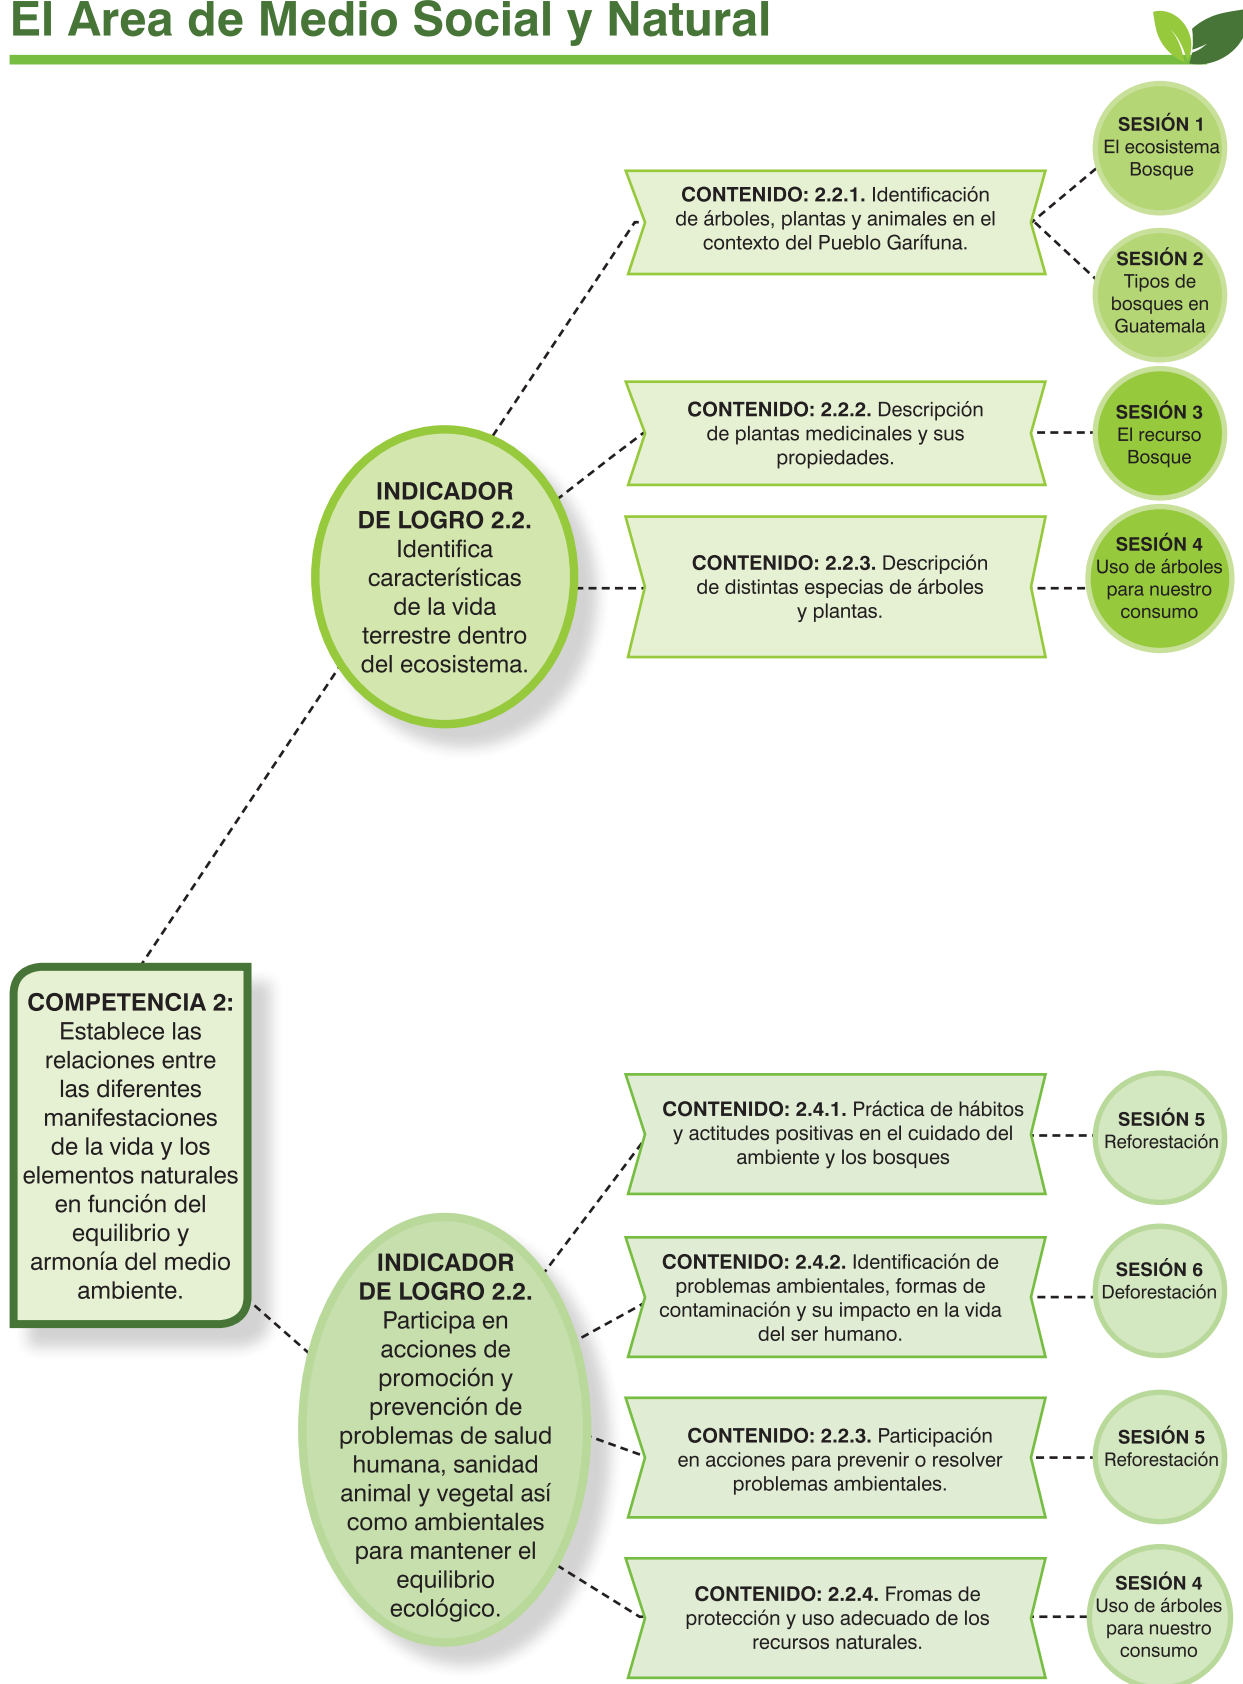 El Area de Medio Social y Natural
SESIÓN 1
El ecosistema
Bosque
CONTENIDO: 2.2.1. Identificación
de árboles, plantas y animales en el
contexto del Pueblo Garífuna.
SESIÓN 2
Tipos de
bosques en
Guatemala
CONTENIDO: 2.2.2. Descripción
de plantas medicinales y sus
propiedades.
SESIÓN 3
El recurso
Bosque
INDICADOR
DE LOGRO 2.2.
Identifica
características
de la vida
terrestre dentro
del ecosistema.
CONTENIDO: 2.2.3. Descripción
de distintas especias de árboles
y plantas.
SESIÓN 4
Uso de árboles
para nuestro
consumo
COMPETENCIA 2:
Establece las
relaciones entre
las diferentes
manifestaciones
de la vida y los
elementos naturales
en función del
equilibrio y
armonía del medio
ambiente.
CONTENIDO: 2.4.1. Práctica de hábitos
y actitudes positivas en el cuidado del
ambiente y los bosques
SESIÓN 5
Reforestación
INDICADOR
DE LOGRO 2.2.
Participa en
acciones de
promoción y
prevención de
problemas de salud
humana, sanidad
animal y vegetal así
como ambientales
para mantener el
equilibrio
ecológico.
CONTENIDO: 2.4.2. Identificación de
problemas ambientales, formas de
contaminación y su impacto en la vida
del ser humano.
SESIÓN 6
Deforestación
CONTENIDO: 2.2.3. Participación
en acciones para prevenir o resolver
problemas ambientales.
SESIÓN 5
Reforestación
CONTENIDO: 2.2.4. Fromas de
protección y uso adecuado de los
recursos naturales.
SESIÓN 4
Uso de árboles
para nuestro
consumo